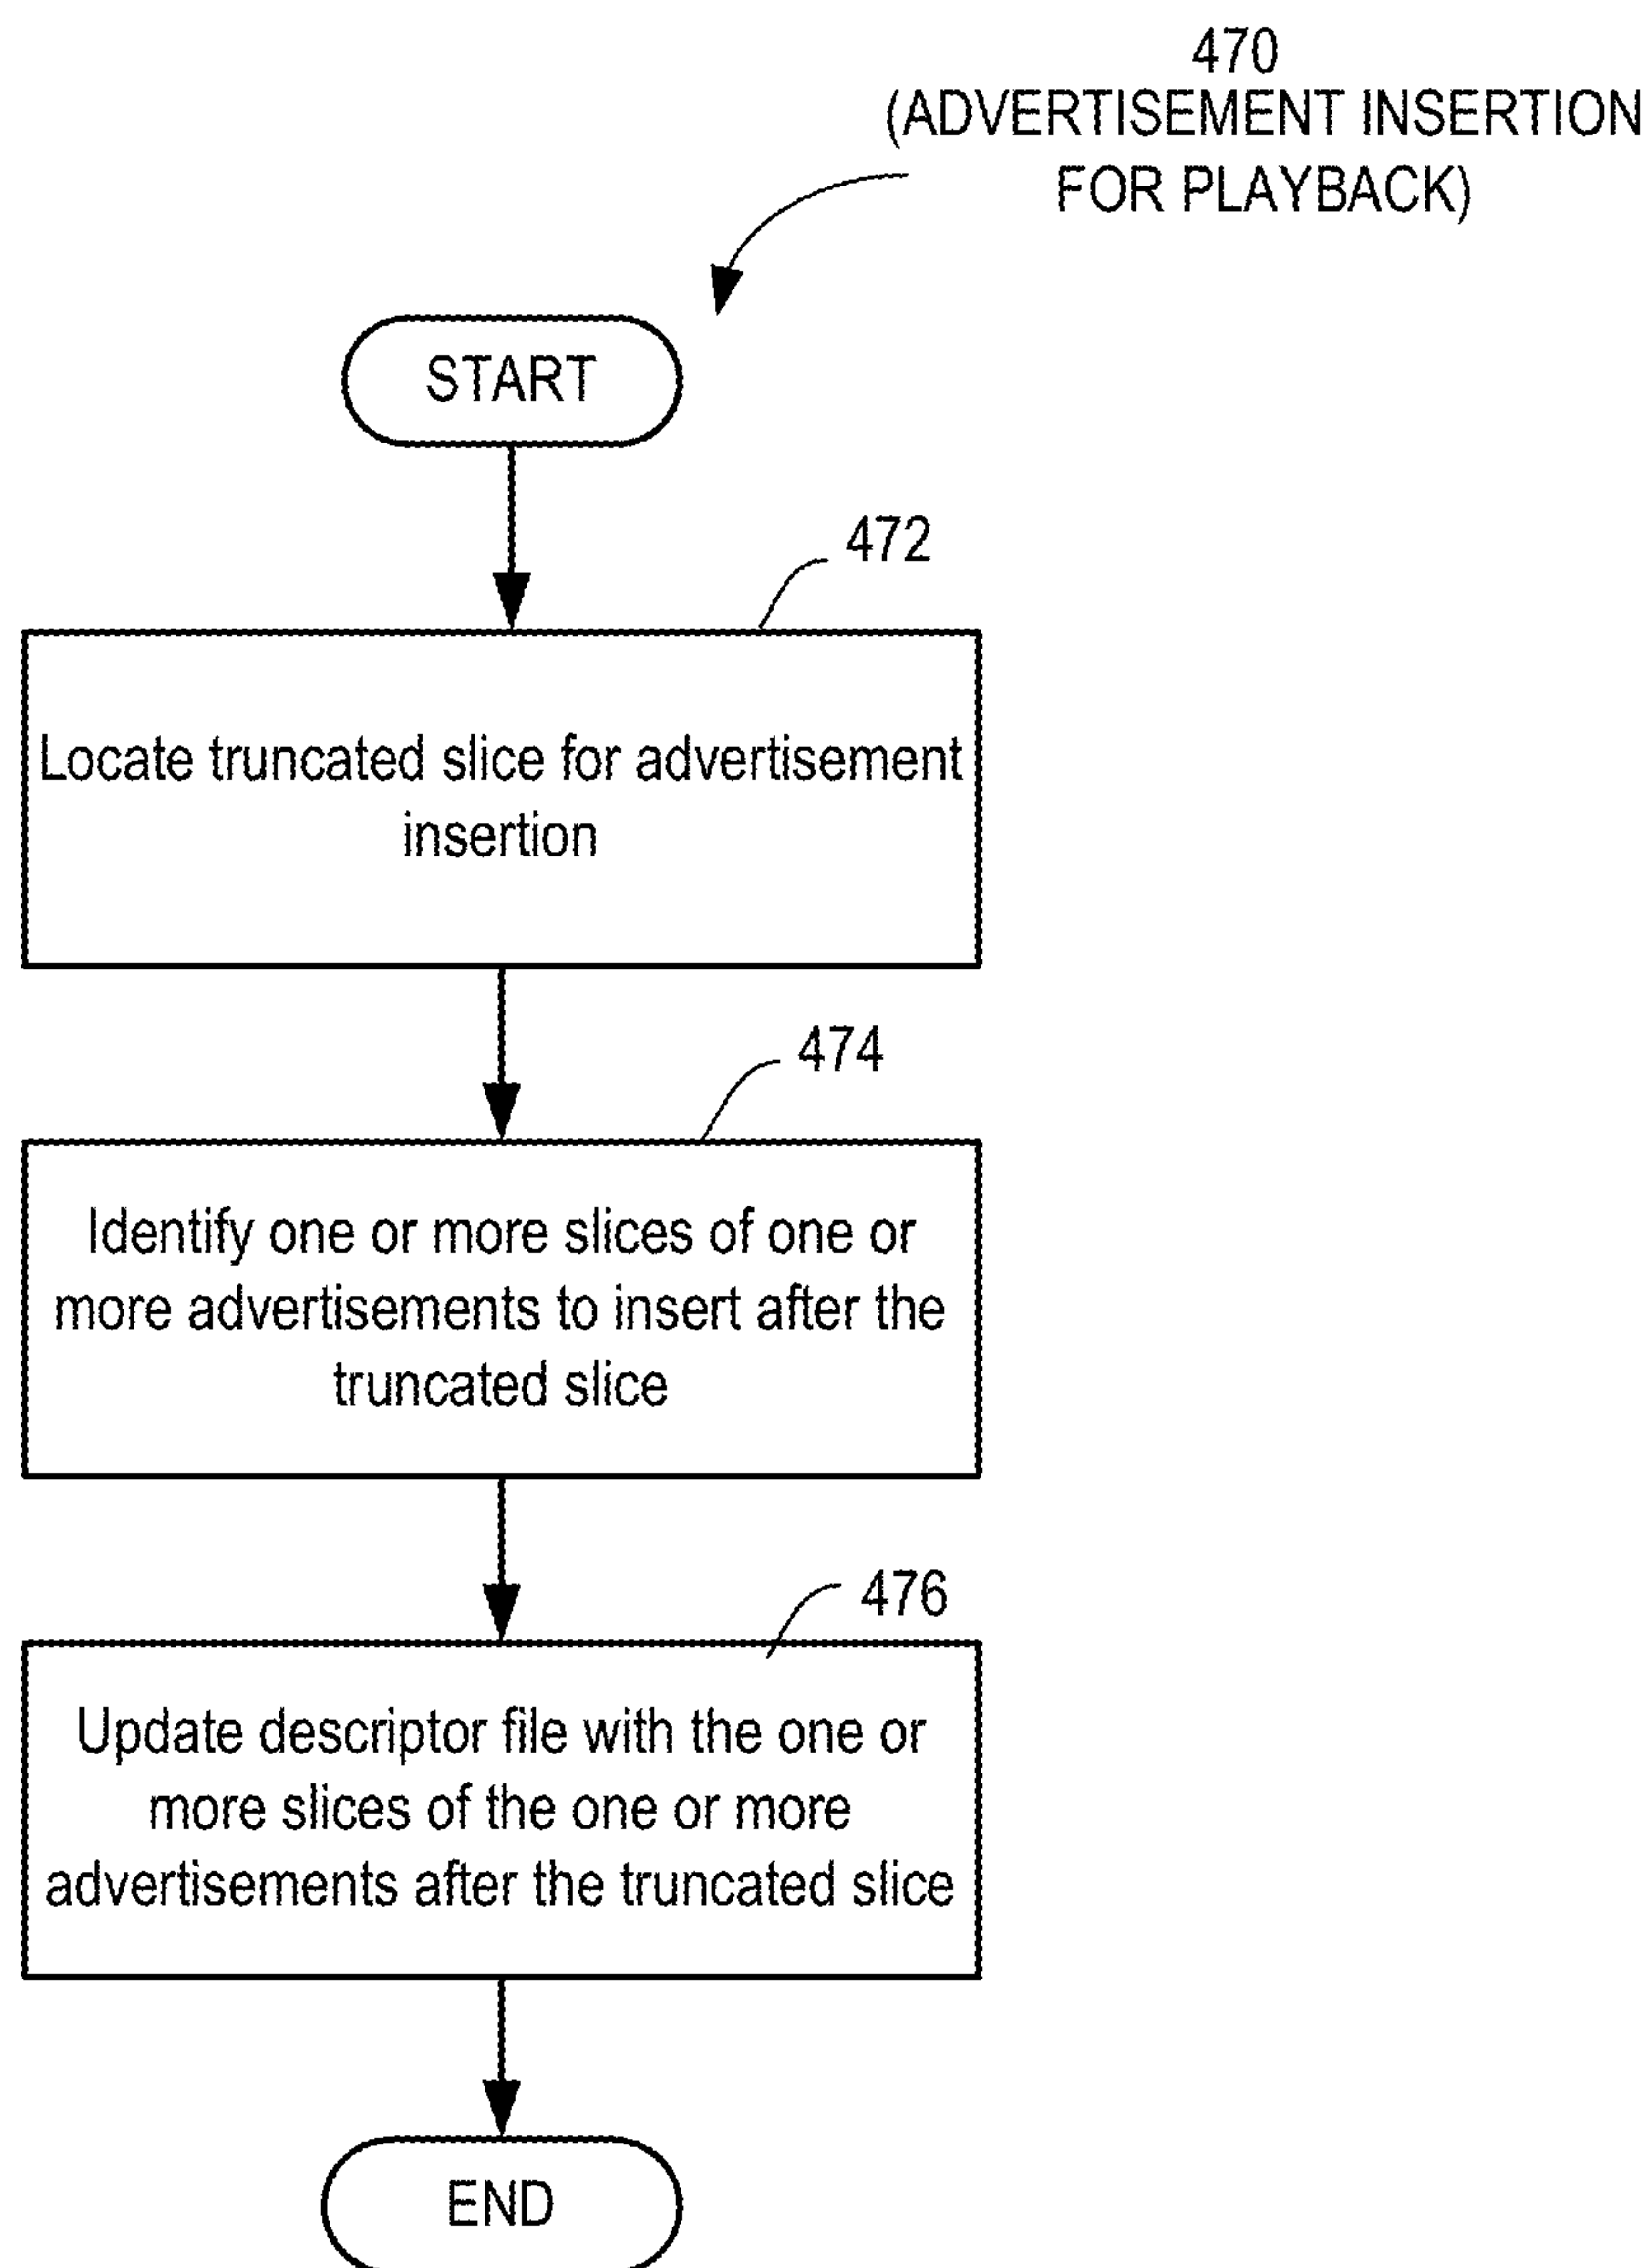 470
(ADVERTISEMENT INSERTION
FOR PLAYBACK)
START
472
Locate truncated slice for advertisement
insertion
474
Identify one or more slices of one or
more advertisements to insert after the
truncated slice
476
Update descriptor file with the one or
more slices of the one or more
advertisements after the truncated slice
END